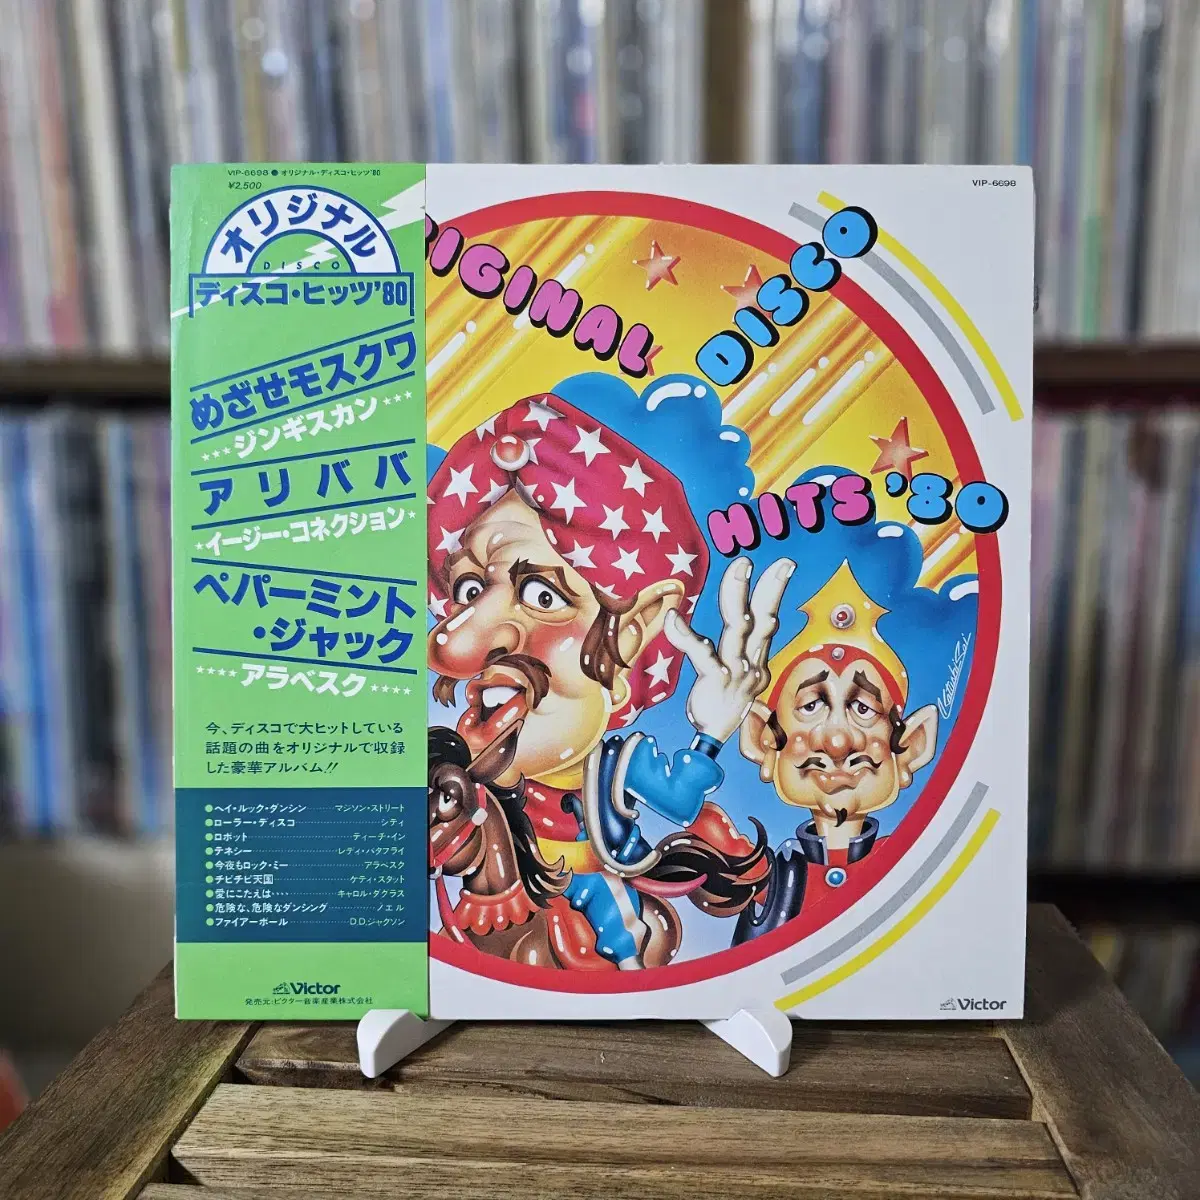 VIP-6698 ● オリジナル・ディスコ・ヒッツ'80
¥2,500
オリジナル
DISCO
ディスコ・ヒッツ'80
めざせモスクワ
★★★ジンギスカン★★★
アリババ
★イージー・コネクション★
ペパーミント
・ジャック
★★★★アラベスク★★★★
今、ディスコで大ヒットしている
話題の曲をオリジナルで収録
した豪華アルバム!!
●ヘイ・ルック・ダンシン………マジソン・ストリート
●ローラー・ディスコ………シティ
●ロボット………ティーチ・イン
●テネシー………レディ・バタフライ
●今夜もロック・ミー………アラベスク
●チピチピ天国………ケティ・スタット
●愛にこたえは‥‥………キャロル・ダグラス
●危険な、危険なダンシング………ノエル
●ファイアーボール………D.D.ジャクソン
Victor
発売元:ビクター音楽産業株式会社
VIP-6698
RIGINAL DISCO
HITS '80
Victor